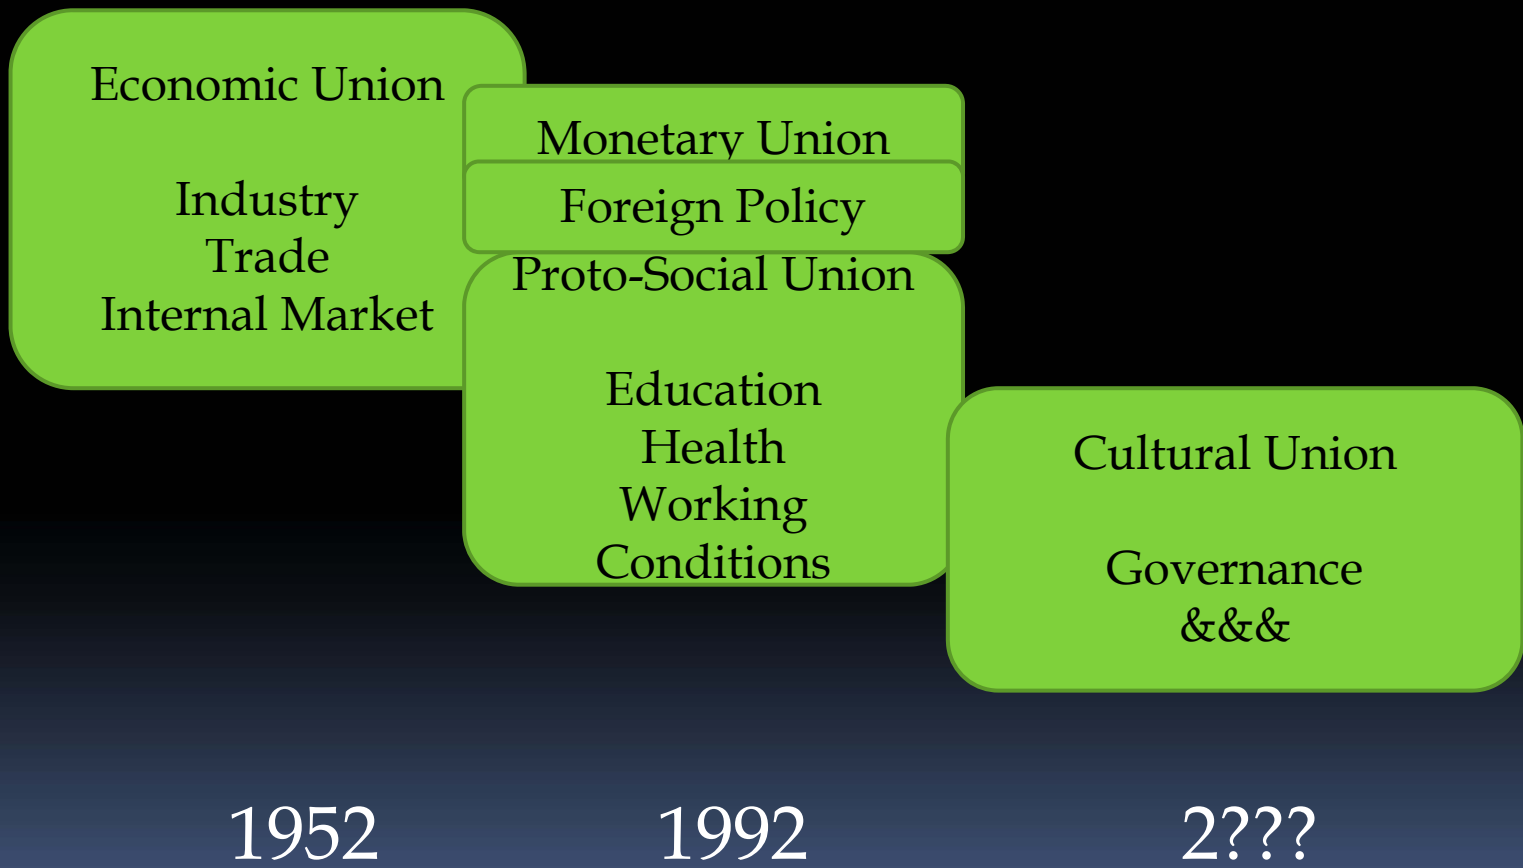 Economic Union
Industry
Trade
Internal Market
Monetary Union
Foreign Policy
Proto-Social Union
Education
Health
Working
Conditions
Cultural Union
Governance
&&&
1952
1992
2???